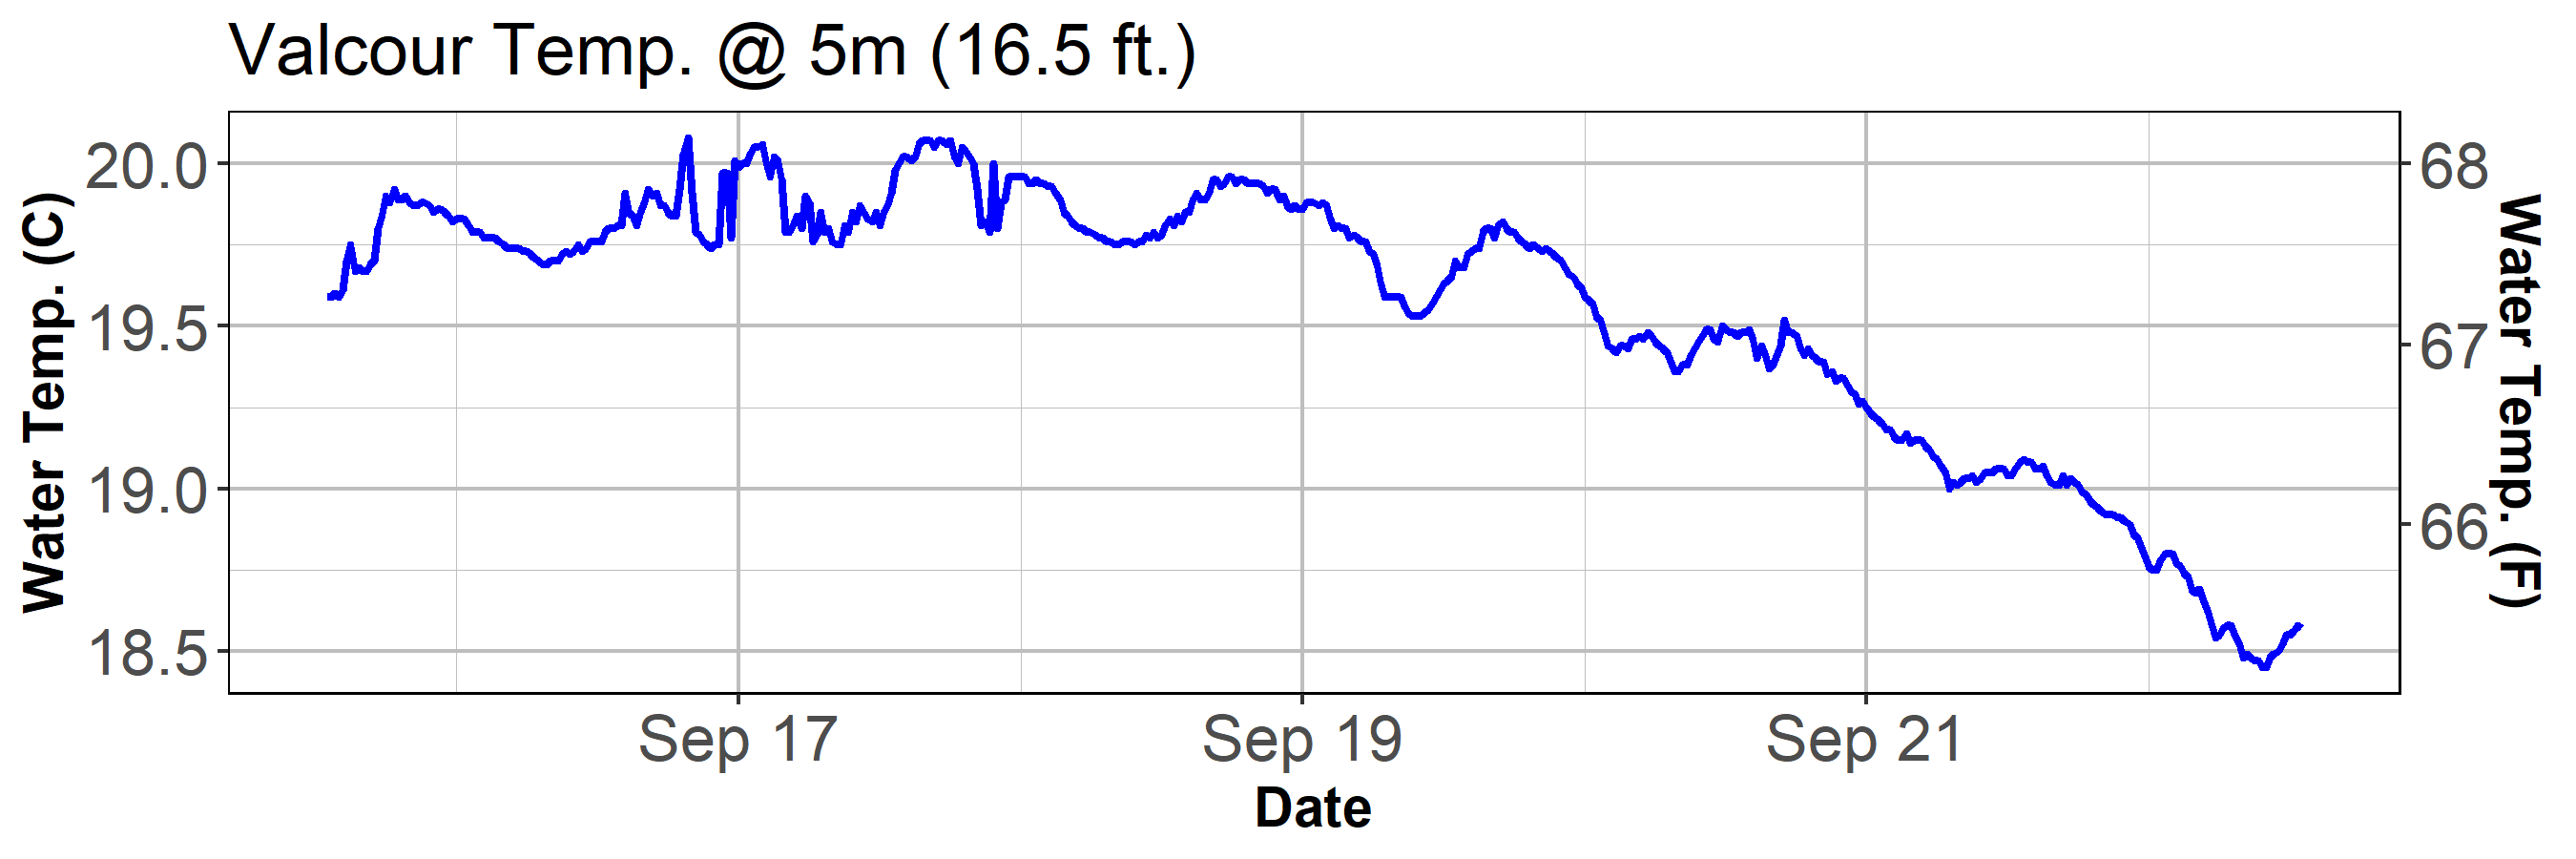 Valcour Temp. @ 5m (16.5 ft.)
Water Temp. (C)
20.0
19.5
19.0
18.5
68
67
66
Water Temp. (F)
Sep 17
Sep 19
Sep 21
Date